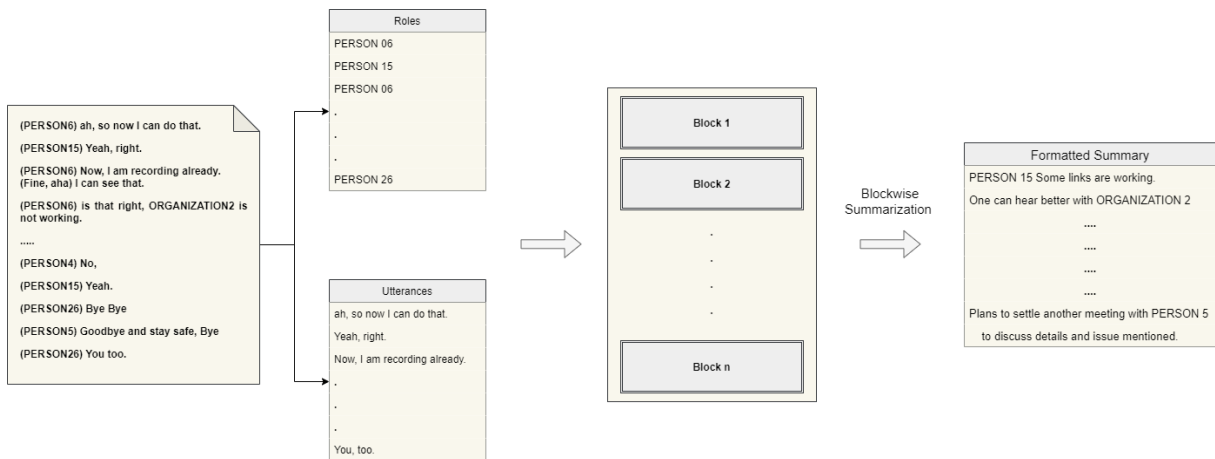 (PERSON6) ah, so now I can do that.
(PERSON15) Yeah, right.
(PERSON6) Now, I am recording already.
(Fine, aha) I can see that.
(PERSON6) is that right, ORGANIZATION2 is
not working.
.....
(PERSON4) No,
(PERSON15) Yeah.
(PERSON26) Bye Bye
(PERSON5) Goodbye and stay safe, Bye
(PERSON26) You too.
Roles
PERSON 06
PERSON 15
PERSON 06
.
.
.
PERSON 26
Utterances
ah, so now I can do that.
Yeah, right.
Now, I am recording already.
.
.
.
You, too.
Block 1
Block 2
.
.
.
.
Block n
Blockwise
Summarization
Formatted Summary
PERSON 15 Some links are working.
One can hear better with ORGANIZATION 2
....
....
....
....
Plans to settle another meeting with PERSON 5
to discuss details and issue mentioned.